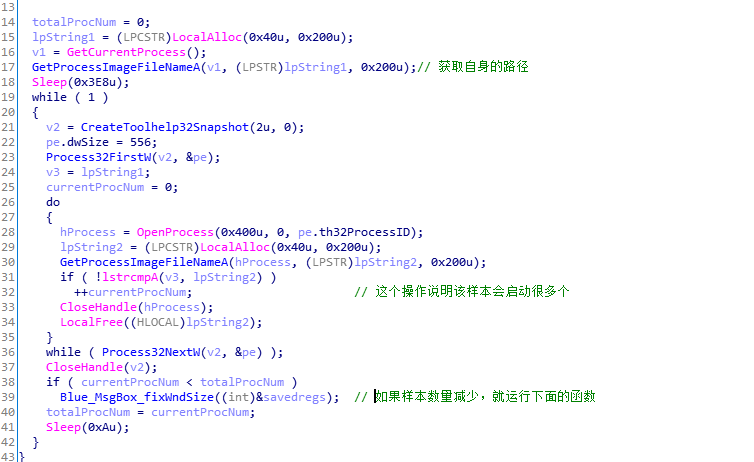 13
14 totalProcNum = 0;
15 lpString1 = (LPCSTR)LocalAlloc(0x40u, 0x200u);
16 v1 = GetCurrentProcess();
17 GetProcessImageFileNameA(v1, (LPSTR)lpString1, 0x200u);// 获取自身的路径
18 Sleep(0x3E8u);
19 while ( 1 )
20 {
21 v2 = CreateToolhelp32Snapshot(2u, 0);
22 pe.dwSize = 556;
23 Process32FirstW(v2, &pe);
24 v3 = lpString1;
25 currentProcNum = 0;
26 do
27 {
28 hProcess = OpenProcess(0x400u, 0, pe.th32ProcessID);
29 lpString2 = (LPCSTR)LocalAlloc(0x40u, 0x200u);
30 GetProcessImageFileNameA(hProcess, (LPSTR)lpString2, 0x200u);
31 if ( !lstrcmpA(v3, lpString2) )
32 ++currentProcNum; // 这个操作说明该样本会启动很多个
33 CloseHandle(hProcess);
34 LocalFree((HLOCAL)lpString2);
35 }
36 while ( Process32NextW(v2, &pe) );
37 CloseHandle(v2);
38 if ( currentProcNum < totalProcNum )
39 Blue_MsgBox_fixWndSize((int)&savedregs); // 如果样本数量减少，就运行下面的函数
40 totalProcNum = currentProcNum;
41 Sleep(0xAu);
42 }
43 }